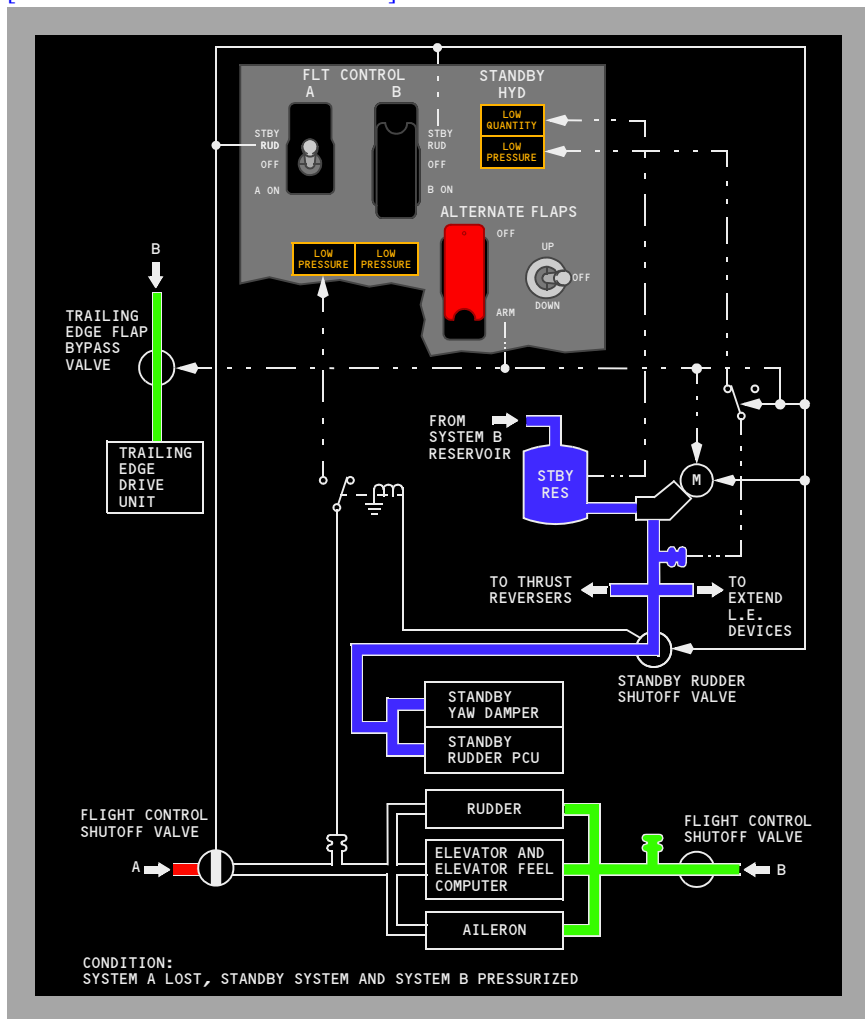 FLT CONTROL
A
B
STANDBY
HYD
LOW
QUANTITY
LOW
PRESSURE
STBY
RUD
OFF
A ON
STBY
RUD
OFF
B ON
ALTERNATE FLAPS
OFF
UP
OFF
DOWN
ARM
LOW
PRESSURE
LOW
PRESSURE
B
TRAILING
EDGE FLAP
BYPASS
VALVE
TRAILING
EDGE
DRIVE
UNIT
FROM
SYSTEM B
RESERVOIR
STBY
RES
M
TO THRUST
REVERSERS
TO
EXTEND
L.E.
DEVICES
STANDBY RUDDER
SHUTOFF VALVE
STANDBY
YAW DAMPER
STANDBY
RUDDER PCU
FLIGHT CONTROL
SHUTOFF VALVE
A
RUDDER
ELEVATOR AND
ELEVATOR FEEL
COMPUTER
AILERON
FLIGHT CONTROL
SHUTOFF VALVE
B
CONDITION:
SYSTEM A LOST, STANDBY SYSTEM AND SYSTEM B PRESSURIZED